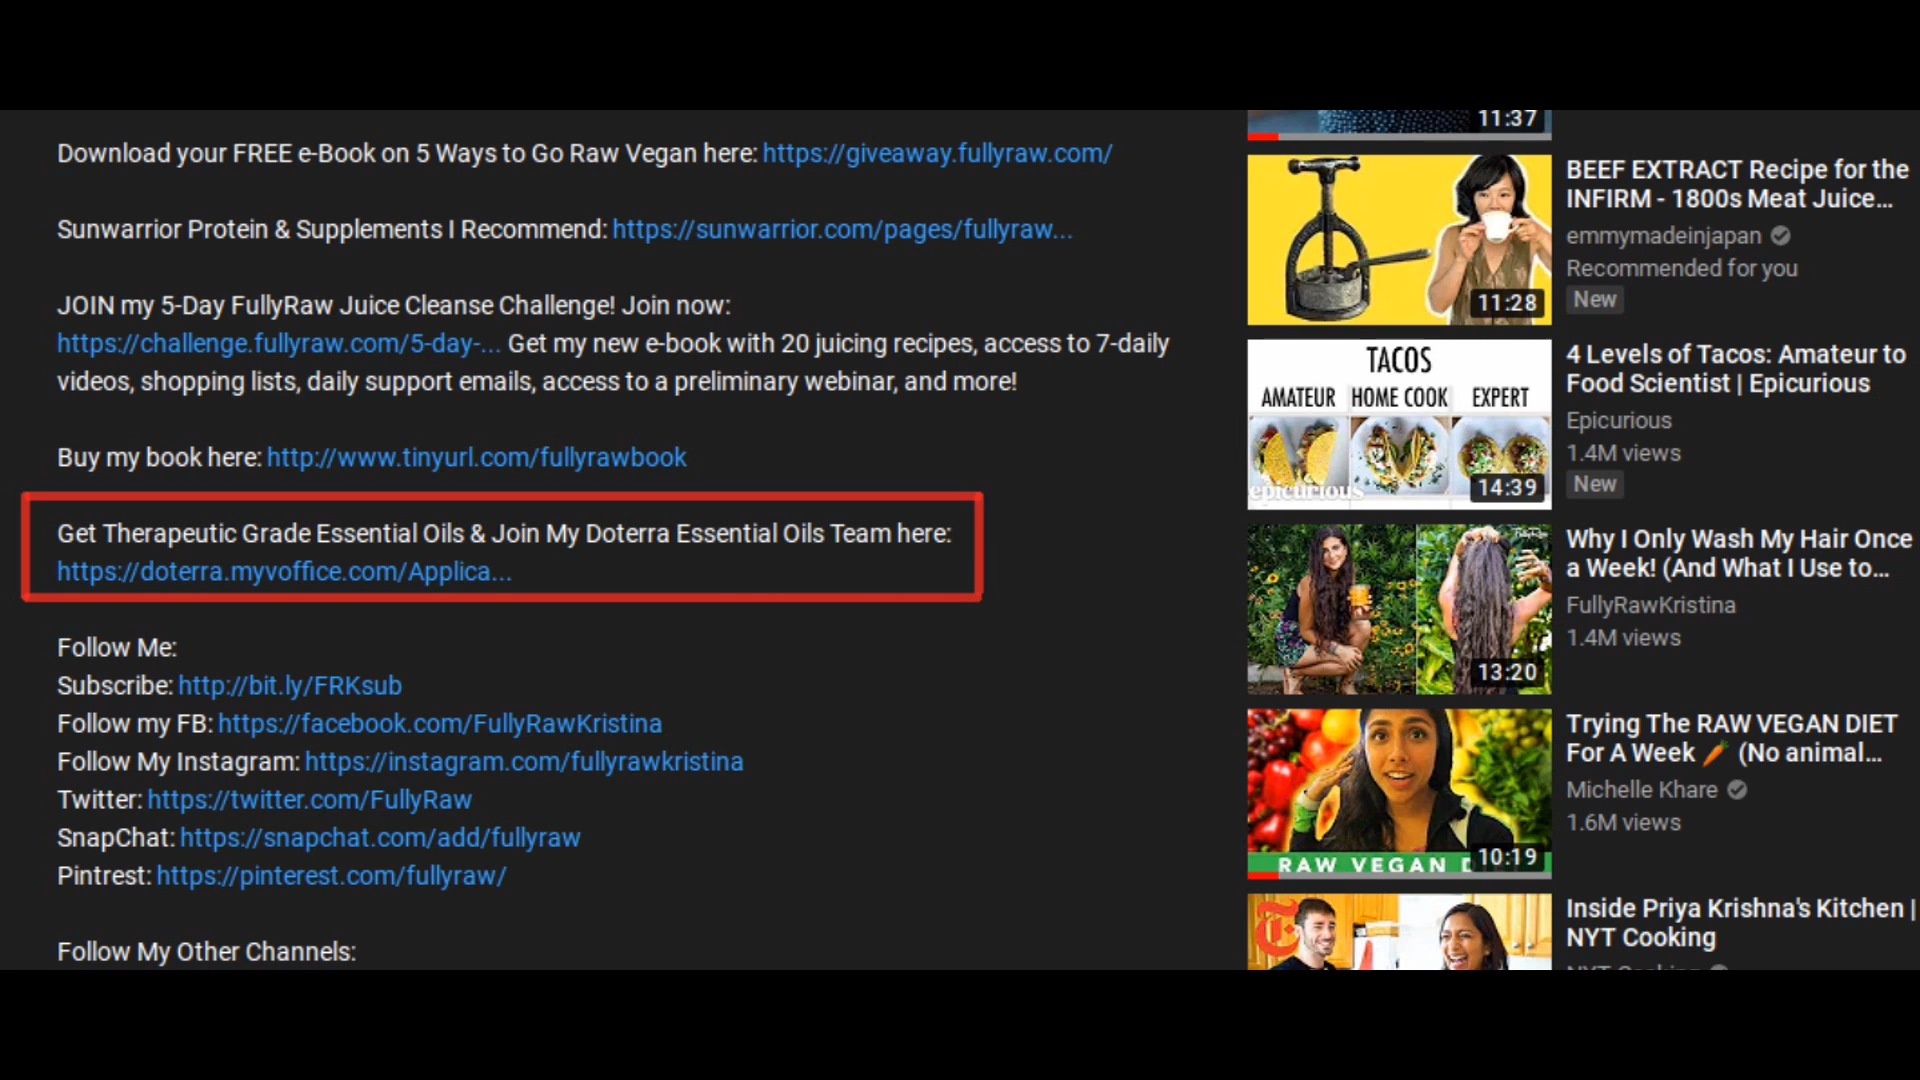 Download your FREE e-Book on 5 Ways to Go Raw Vegan here: https://giveaway.fullyraw.com/
Sunwarrior Protein & Supplements I Recommend: https://sunwarrior.com/pages/fullyraw...
JOIN my 5-Day FullyRaw Juice Cleanse Challenge! Join now:
https://challenge.fullyraw.com/5-day-... Get my new e-book with 20 juicing recipes, access to 7-daily
videos, shopping lists, daily support emails, access to a preliminary webinar, and more!
Buy my book here: http://www.tinyurl.com/fullyrawbook
Get Therapeutic Grade Essential Oils & Join My Doterra Essential Oils Team here:
https://doterra.myvoffice.com/Applica...
Follow Me:
Subscribe: http://bit.ly/FRKsub
Follow my FB: https://facebook.com/FullyRawKristina
Follow My Instagram: https://instagram.com/fullyrawkristina
Twitter: https://twitter.com/FullyRaw
SnapChat: https://snapchat.com/add/fullyraw
Pintrest: https://pinterest.com/fullyraw/
Follow My Other Channels:
11:37
11:28
BEEF EXTRACT Recipe for the
INFIRM - 1800s Meat Juice...
emmymadeinjapan
Recommended for you
New
TACOS
AMATEUR HOME COOK EXPERT
epicurious
14:39
4 Levels of Tacos: Amateur to
Food Scientist | Epicurious
Epicurious
1.4M views
New
13:20
Why I Only Wash My Hair Once
a Week! (And What I Use to...
FullyRawKristina
1.4M views
RAW VEGAN D
10:19
Trying The RAW VEGAN DIET
For A Week 🥕 (No animal...
Michelle Khare
1.6M views
Inside Priya Krishna's Kitchen |
NYT Cooking